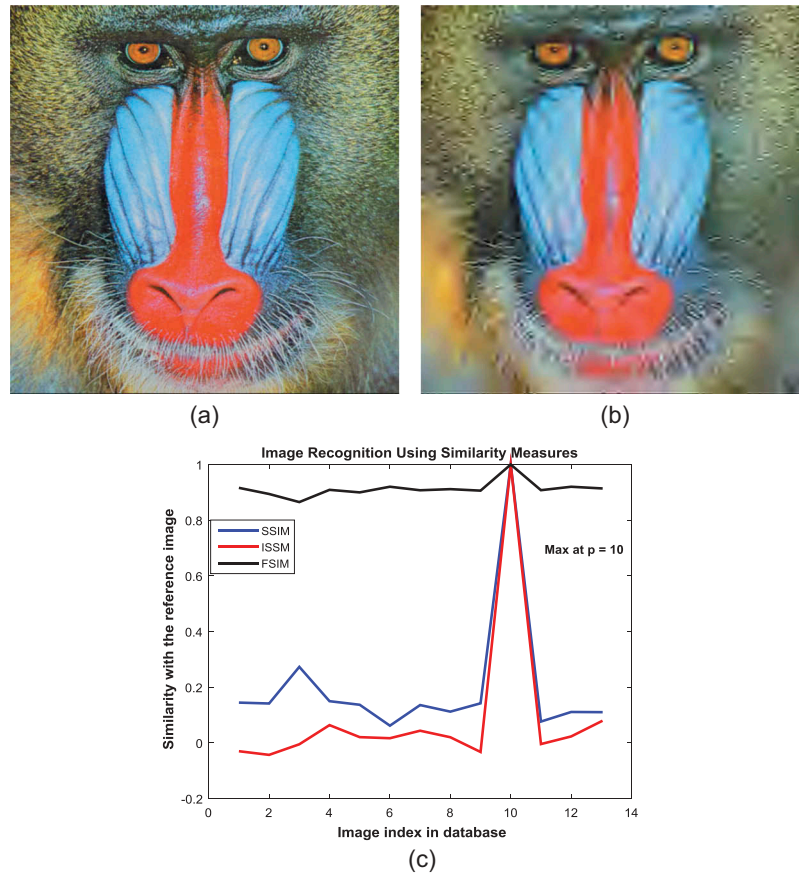 (a)
(b)
Image Recognition Using Similarity Measures
1
0.8
0.6
0.4
0.2
0
-0.2
Similarity with the reference image
SSIM
ISSM
FSIM
Max at p = 10
0 2 4 6 8 10 12 14
Image index in database
(c)